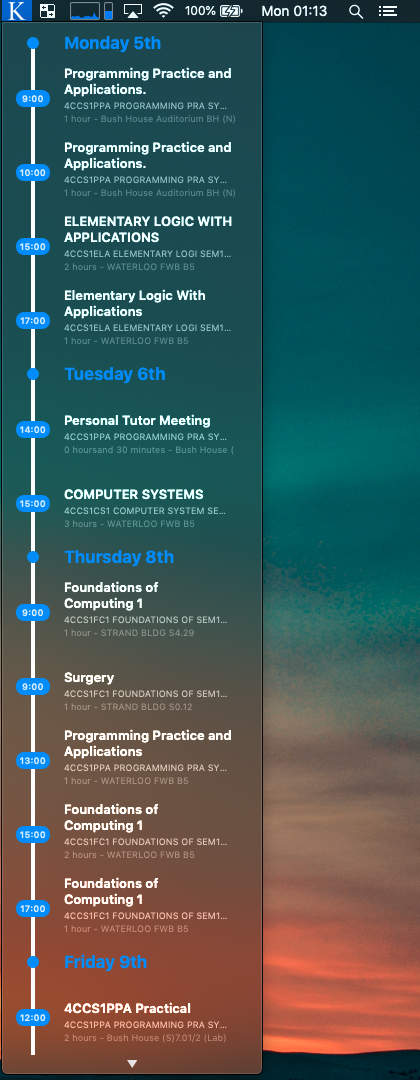 K
100%
Mon 01:13
Monday 5th
9:00
Programming Practice and
Applications.
4CCS1PPA PROGRAMMING PRA SY...
1 hour - Bush House Auditorium BH (N)
10:00
Programming Practice and
Applications.
4CCS1PPA PROGRAMMING PRA SY...
1 hour - Bush House Auditorium BH (N)
15:00
ELEMENTARY LOGIC WITH
APPLICATIONS
4CCS1ELA ELEMENTARY LOGI SEM1...
2 hours - WATERLOO FWB B5
17:00
Elementary Logic With
Applications
4CCS1ELA ELEMENTARY LOGI SEM1...
1 hour - WATERLOO FWB B5
Tuesday 6th
14:00
Personal Tutor Meeting
4CCS1PPA PROGRAMMING PRA SY...
0 hoursand 30 minutes - Bush House (
15:00
COMPUTER SYSTEMS
4CCS1CS1 COMPUTER SYSTEM SE...
3 hours - WATERLOO FWB B5
Thursday 8th
9:00
Foundations of
Computing 1
4CCS1FC1 FOUNDATIONS OF SEM1...
1 hour - STRAND BLDG S4.29
9:00
Surgery
4CCS1FC1 FOUNDATIONS OF SEM1...
1 hour - STRAND BLDG S0.12
13:00
Programming Practice and
Applications
4CCS1PPA PROGRAMMING PRA SY...
1 hour - WATERLOO FWB B5
15:00
Foundations of
Computing 1
4CCS1FC1 FOUNDATIONS OF SEM1...
2 hours - WATERLOO FWB B5
17:00
Foundations of
Computing 1
4CCS1FC1 FOUNDATIONS OF SEM1...
1 hour - WATERLOO FWB B5
Friday 9th
12:00
4CCS1PPA Practical
4CCS1PPA PROGRAMMING PRA SY...
2 hours - Bush House (S)7.01/2 (Lab)